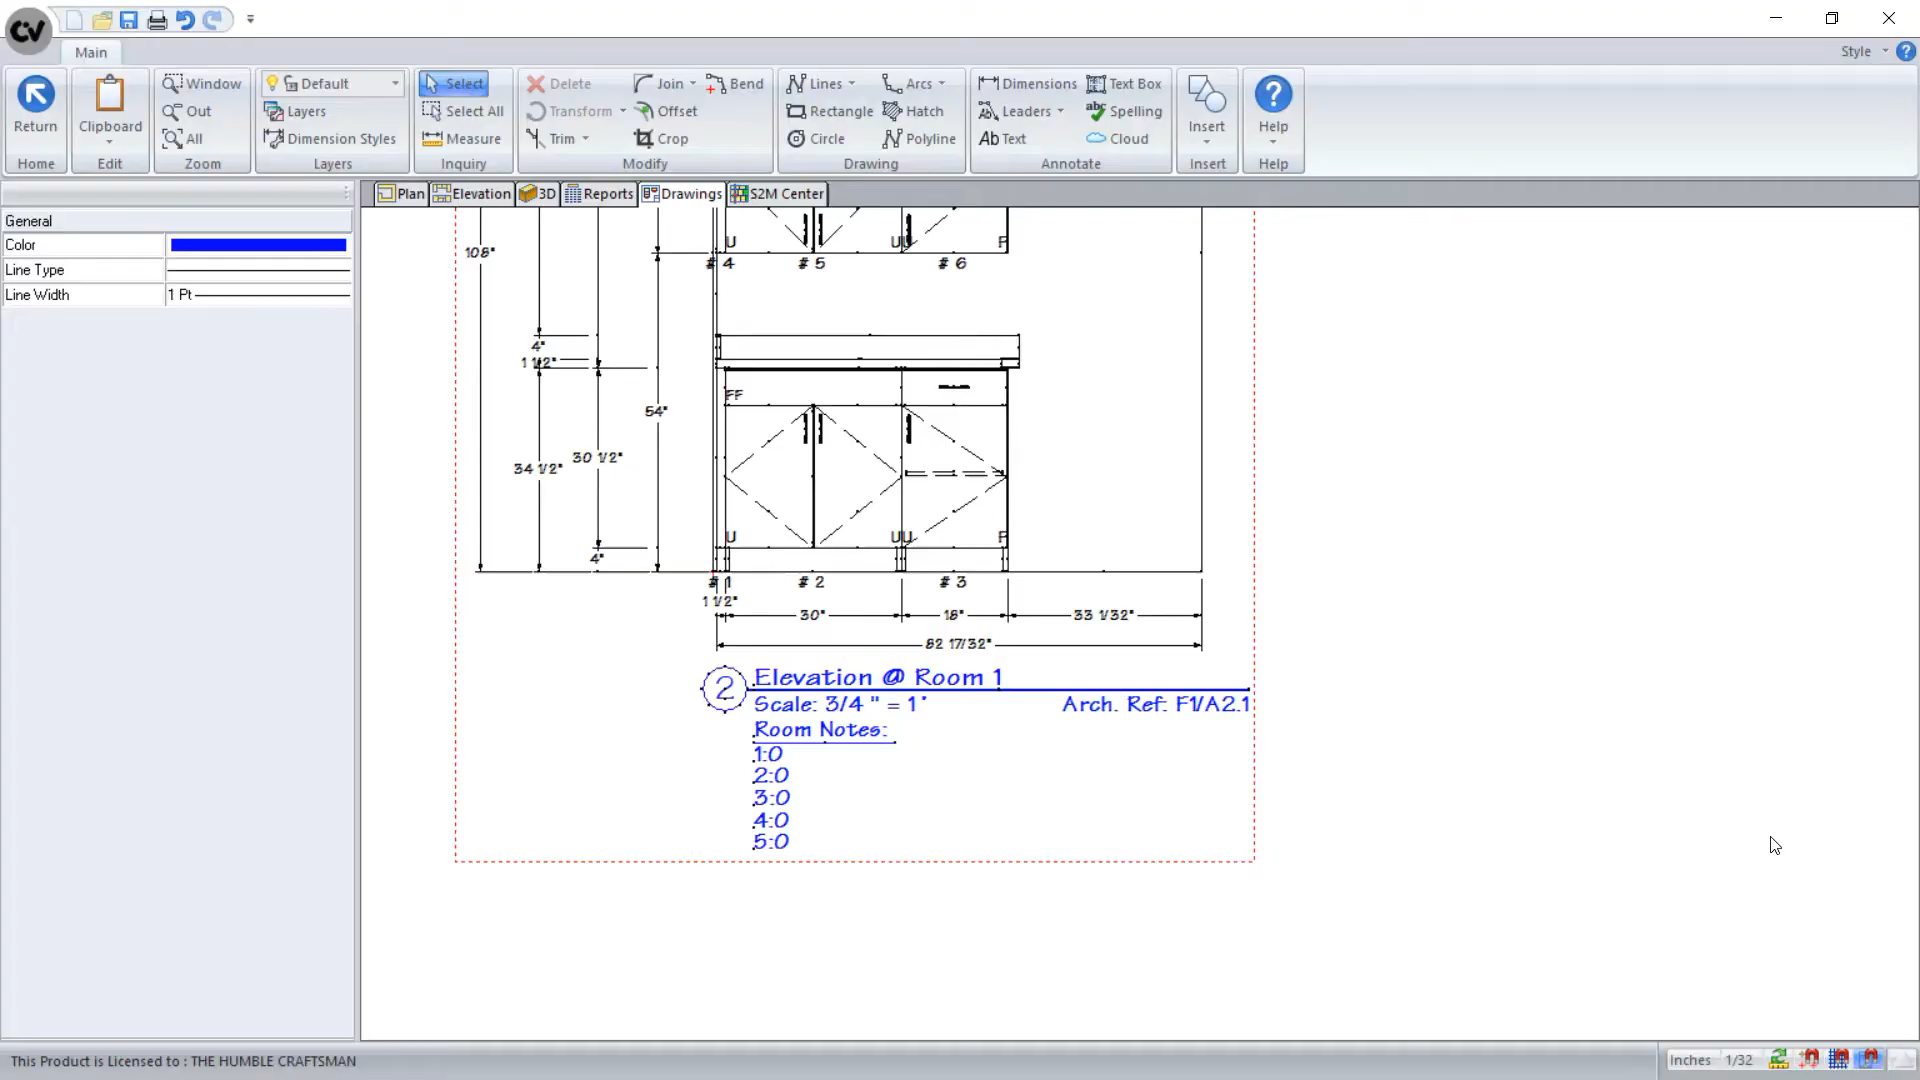 CV
Main
Style
Return
Clipboard
Window
Out
All
Default
Layers
Dimension Styles
Select
Select All
Measure
Delete
Transform
Trim
Join
Bend
Offset
Crop
Lines
Rectangle
Circle
Arcs
Hatch
Polyline
Dimensions
Leaders
Ab Text
Text Box
abc Spelling
Cloud
Insert
Help
Home
Edit
Zoom
Layers
Inquiry
Modify
Drawing
Annotate
Insert
Help
Plan
Elevation
3D
Reports
Drawings
S2M Center
General
Color
Line Type
Line Width 1 Pt
108"
U
U
U
F
# 4 # 5 # 6
4"
1 1/2"
FF
54"
34 1/2" 30 1/2"
U
U
U
F
4"
# 1 # 2 # 3
1 1/2"
30" 18" 33 1/32"
82 17/32"
2
Elevation @ Room 1
Scale: 3/4 " = 1' Arch. Ref: F1/A2.1
Room Notes:
1:0
2:0
3:0
4:0
5:0
This Product is Licensed to : THE HUMBLE CRAFTSMAN
Inches 1/32